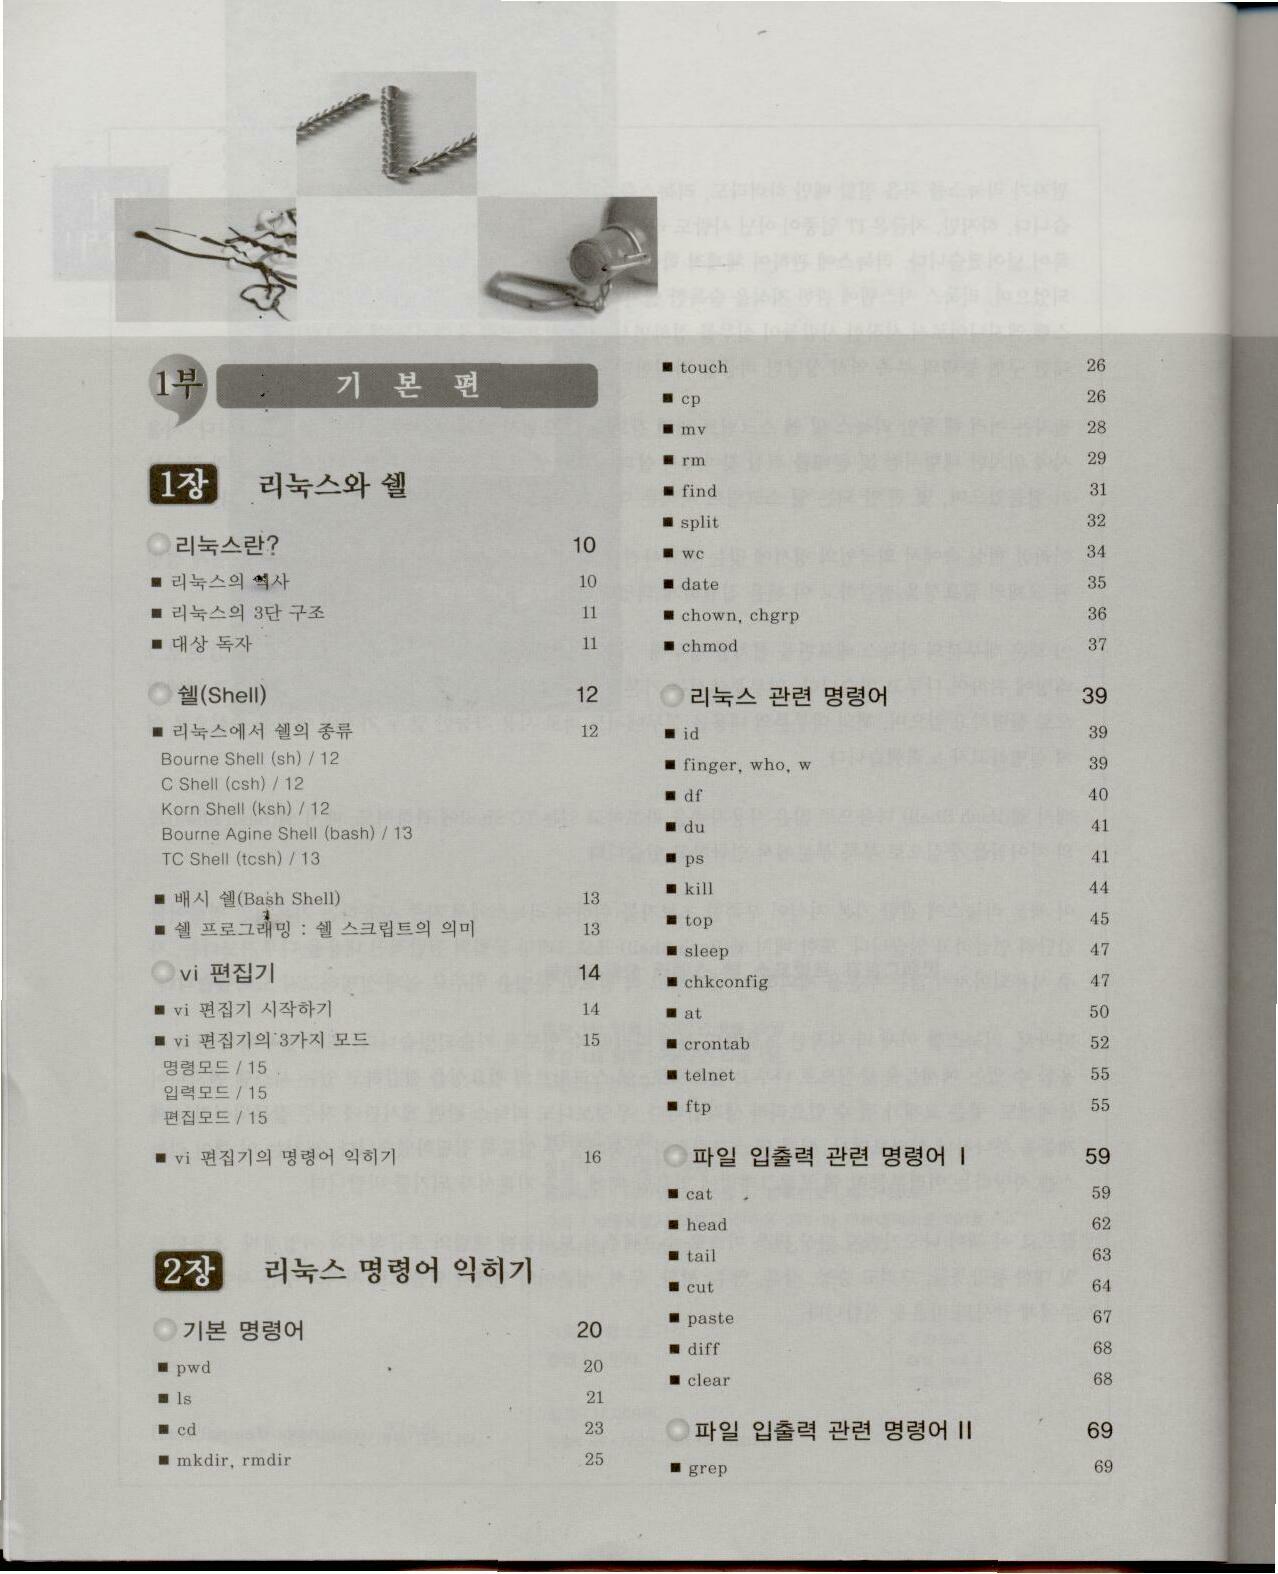 1부 기본편
1장 리눅스와 쉘
리눅스란? 10
■ 리눅스의 역사 10
■ 리눅스의 3단 구조 11
■ 대상 독자 11
쉘(Shell) 12
■ 리눅스에서 쉘의 종류 12
Bourne Shell (sh) / 12
C Shell (csh) / 12
Korn Shell (ksh) / 12
Bourne Agine Shell (bash) / 13
TC Shell (tcsh) / 13
■ 배시 쉘(Bash Shell) 13
■ 쉘 프로그래밍 : 쉘 스크립트의 의미 13
vi 편집기 14
■ vi 편집기 시작하기 14
■ vi 편집기의 3가지 모드 15
명령모드 / 15
입력모드 / 15
편집모드 / 15
■ vi 편집기의 명령어 익히기 16
2장 리눅스 명령어 익히기
기본 명령어 20
■ pwd 20
■ ls 21
■ cd 23
■ mkdir, rmdir 25
■ touch 26
■ cp 26
■ mv 28
■ rm 29
■ find 31
■ split 32
■ wc 34
■ date 35
■ chown, chgrp 36
■ chmod 37
리눅스 관련 명령어 39
■ id 39
■ finger, who, w 39
■ df 40
■ du 41
■ ps 41
■ kill 44
■ top 45
■ sleep 47
■ chkconfig 47
■ at 50
■ crontab 52
■ telnet 55
■ ftp 55
파일 입출력 관련 명령어 Ⅰ 59
■ cat 59
■ head 62
■ tail 63
■ cut 64
■ paste 67
■ diff 68
■ clear 68
파일 입출력 관련 명령어 Ⅱ 69
■ grep 69